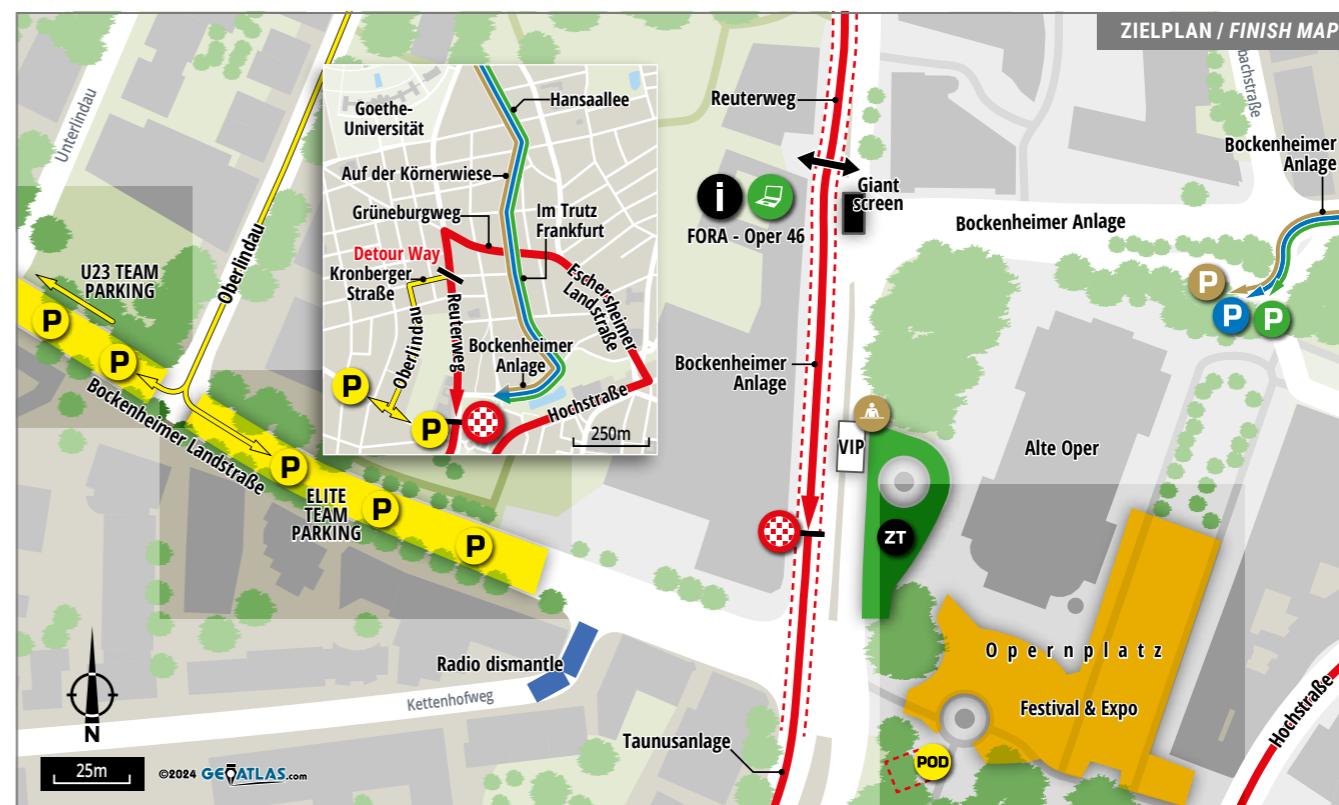 ZIELPLAN / FINISH MAP
Unterlindau
Oberlindau
U23 TEAM
PARKING
P
P
P
P
P
ELITE
TEAM
PARKING
Bockenheimer Landstraße
Goethe-
Universität
Hansaallee
Auf der Körnerwiese
Grüneburgweg
Im Trutz
Frankfurt
Detour Way
Kronberger
Straße
Eschersheimer
Landstraße
Oberlindau
Reuterweg
Bockenheimer
Anlage
Hochstraße
P
P
250m
Reuterweg
i
FORA - Oper 46
Giant
screen
Bockenheimer Anlage
bachstraße
Bockenheimer
Anlage
P
P
P
Bockenheimer
Anlage
VIP
ZT
Alte Oper
Opernplatz
Festival & Expo
POD
Hochstraße
Radio dismantle
Kettenhofweg
Taunusanlage
N
25m
©2024 GEOATLAS.com